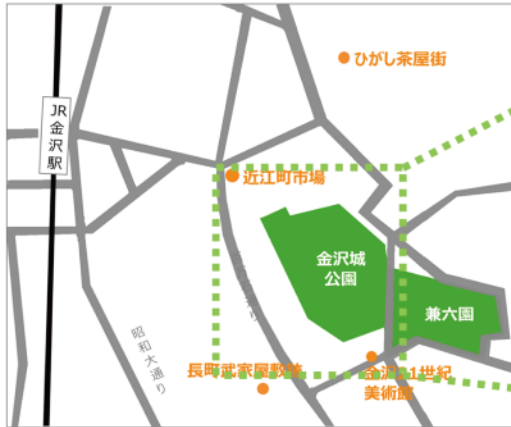 ひがし茶屋街
JR
金
沢
駅
近江町市場
金沢城
公園
兼六園
昭和大通り
長町武家屋敷跡
金沢21世紀
美術館